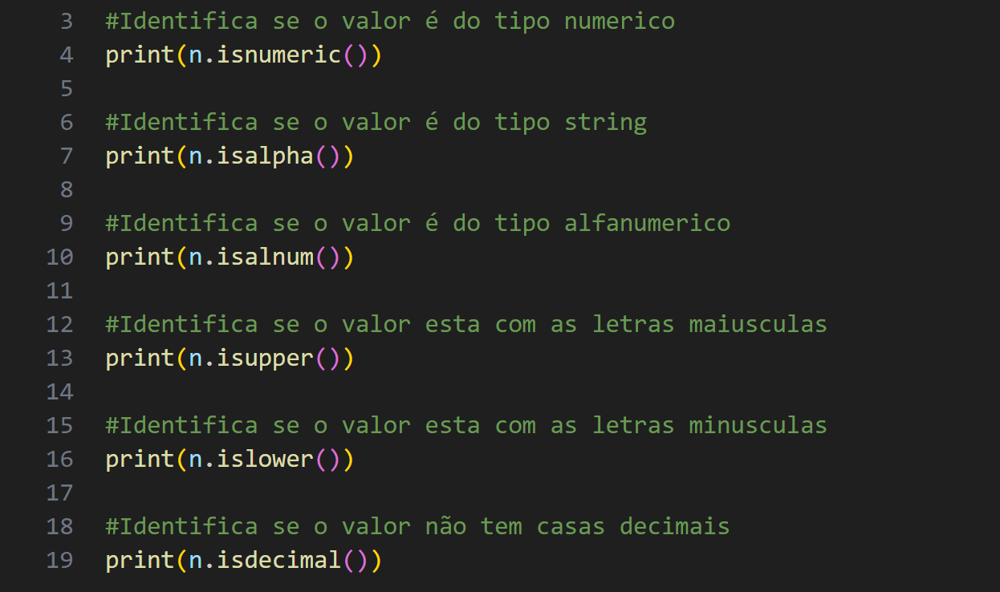 3 #Identifica se o valor é do tipo numerico
4 print(n.isnumeric())
5
6 #Identifica se o valor é do tipo string
7 print(n.isalpha())
8
9 #Identifica se o valor é do tipo alfanumerico
10 print(n.isalnum())
11
12 #Identifica se o valor esta com as letras maiusculas
13 print(n.isupper())
14
15 #Identifica se o valor esta com as letras minusculas
16 print(n.islower())
17
18 #Identifica se o valor não tem casas decimais
19 print(n.isdecimal())